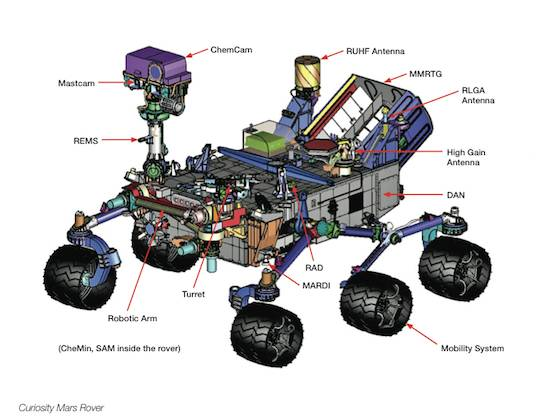 ChemCam
RUHF Antenna
Mastcam
MMRTG
RLGA
Antenna
REMS
High Gain
Antenna
DAN
RAD
MARDI
Turret
Robotic Arm
(CheMin, SAM inside the rover)
Mobility System
Curiosity Mars Rover